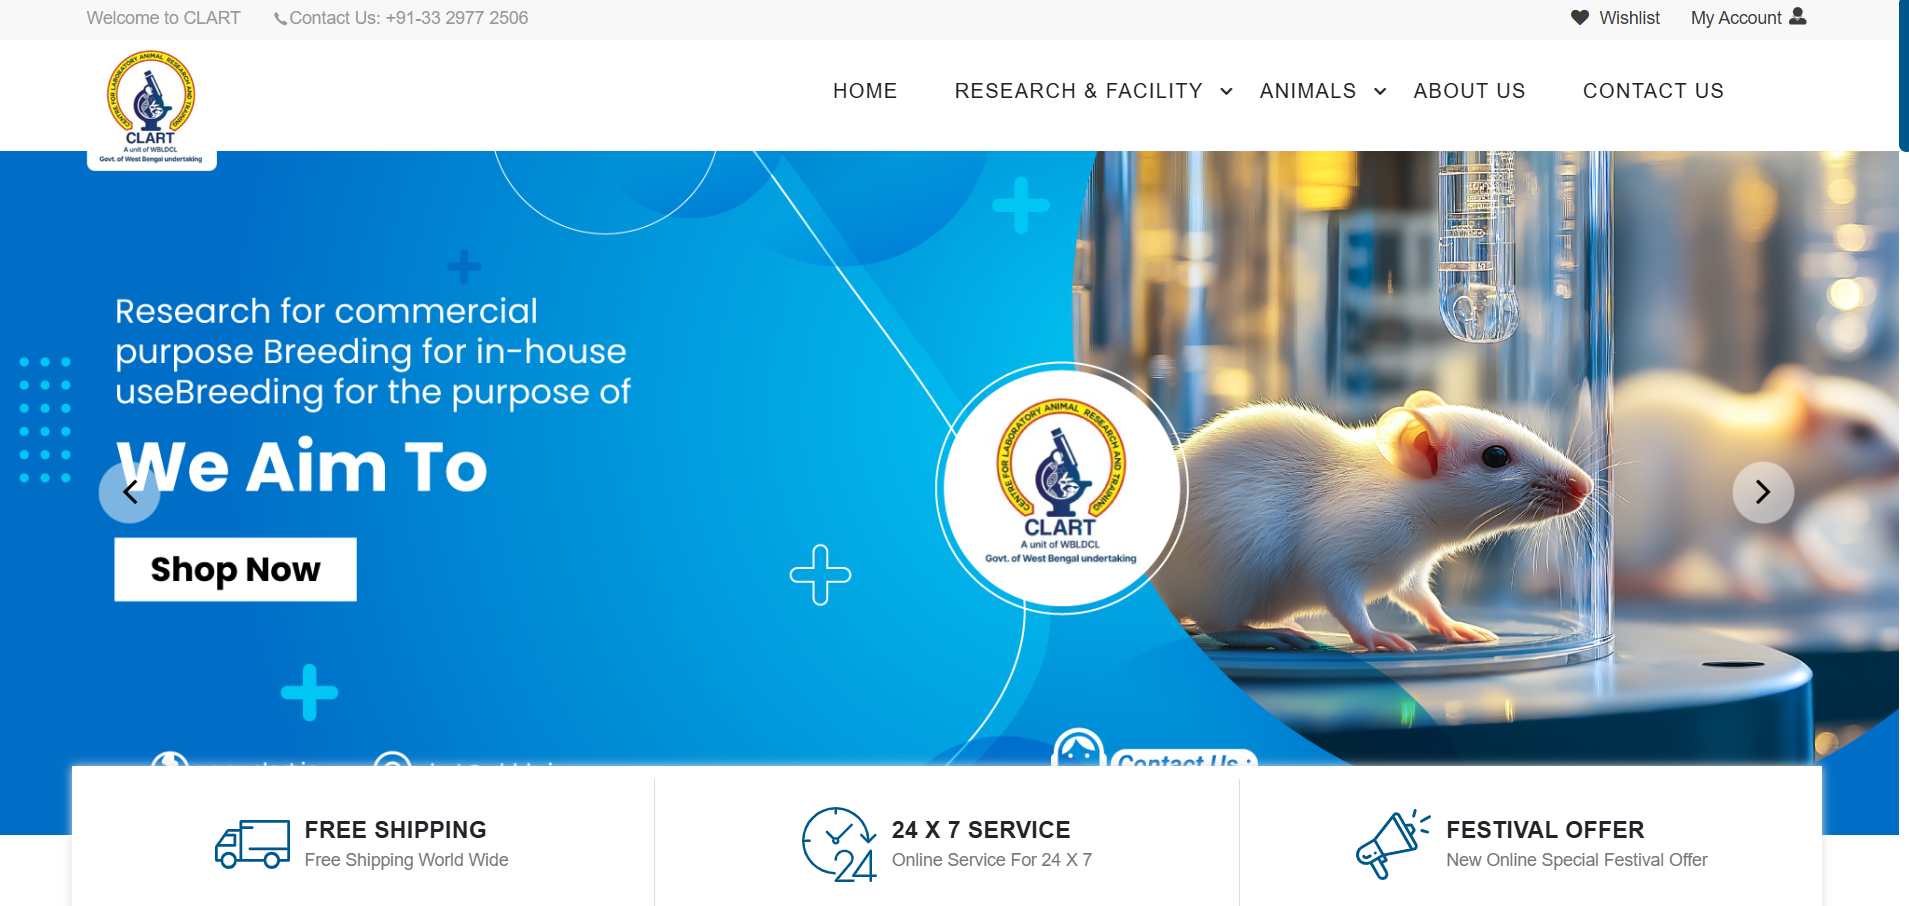 Welcome to CLART
Contact Us: +91-33 2977 2506
Wishlist
My Account
CENTRE FOR LABORATORY ANIMAL RESEARCH AND TRAINING
CLART
A unit of WBLDCL
Govt. of West Bengal undertaking
HOME
RESEARCH & FACILITY
ANIMALS
ABOUT US
CONTACT US
Research for commercial
purpose Breeding for in-house
useBreeding for the purpose of
We Aim To
Shop Now
CENTRE FOR LABORATORY ANIMAL RESEARCH AND TRAINING
CLART
A unit of WBLDCL
Govt. of West Bengal undertaking
Contact Us :
FREE SHIPPING
Free Shipping World Wide
24
24 X 7 SERVICE
Online Service For 24 X 7
FESTIVAL OFFER
New Online Special Festival Offer